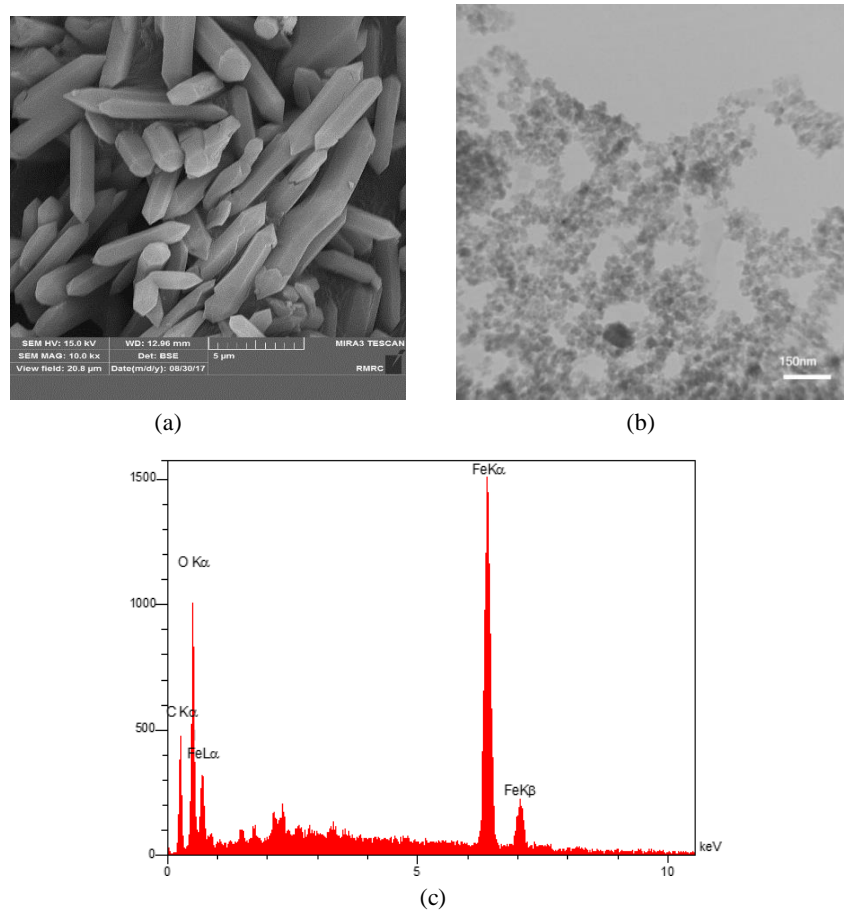 SEM HV: 15.0 kV WD: 12.96 mm MIRA3 TESCAN
SEM MAG: 10.0 kx Det: BSE 5 µm
View field: 20.8 µm Date(m/d/y): 08/30/17 RMRC
150nm
(a) (b)
FeKα
1500
O Kα
1000
C Kα
500
FeLα
FeKβ
0
keV
0 5 10
(c)